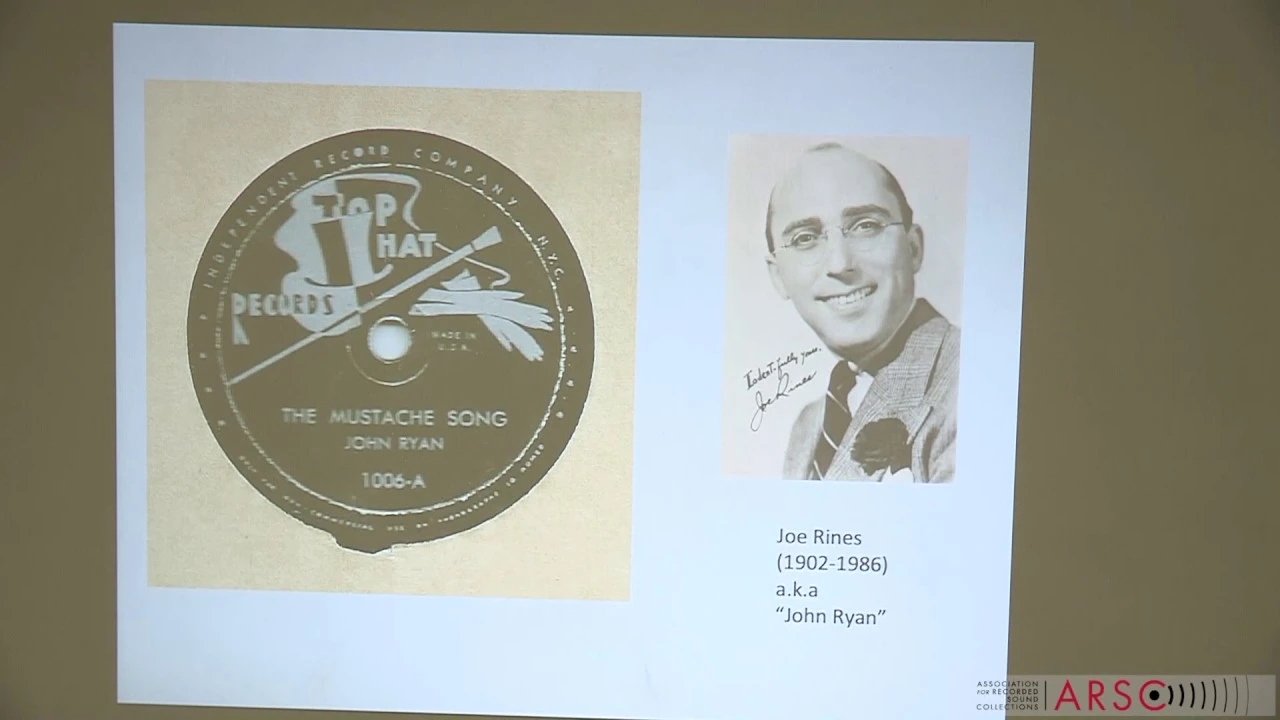 INDEPENDENT RECORD COMPANY N.Y.C.
TOP
HAT
RECORDS
MADE IN
U.S.A.
THE MUSTACHE SONG
JOHN RYAN
1006-A
yours,
Joe Rines
Joe Rines
(1902-1986)
a.k.a
“John Ryan”
ASSOCIATION
FOR RECORDED
SOUND
COLLECTIONS
ARSC